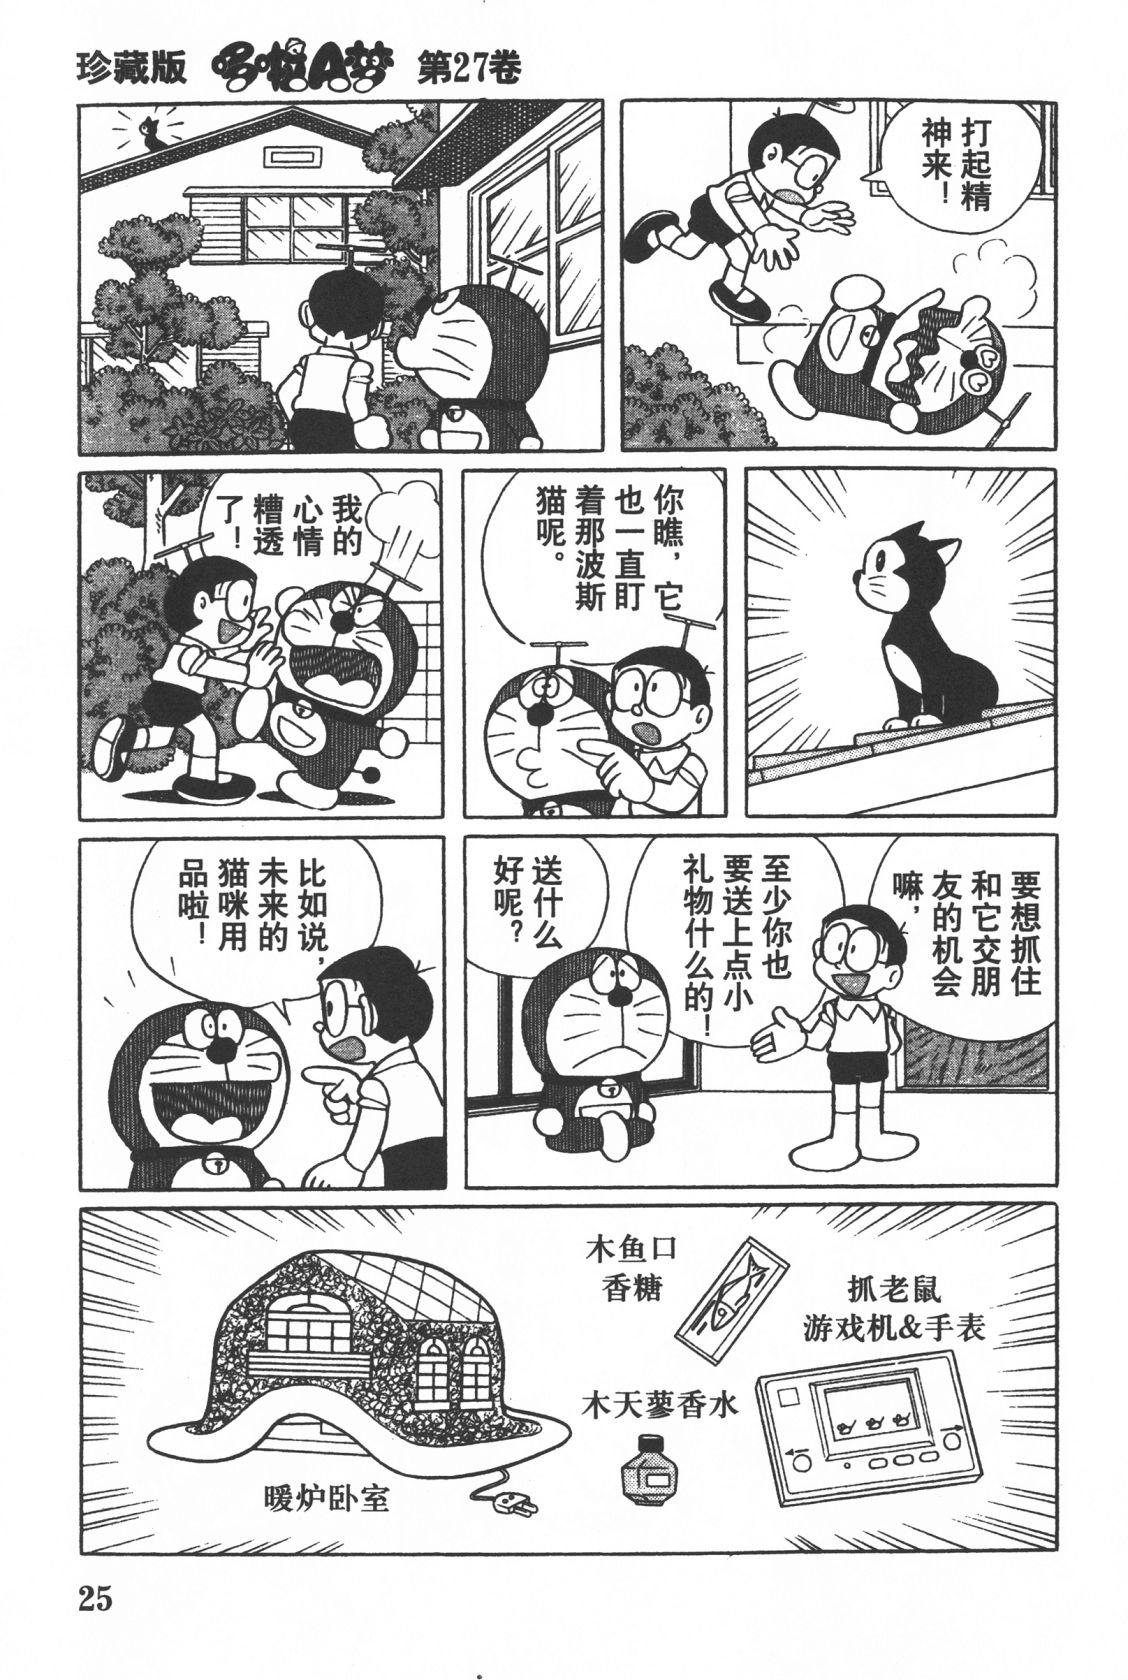 珍藏版 哆啦A梦 第27卷
打起精
神来！
你瞧，它
也一直盯
着那波斯
猫呢。
我的
心情
糟透
了！
要想抓住
和它交朋
友的机会
嘛，
至少你也
要送上点小
礼物什么的！
送什么
好呢？
比如说，
未来的
猫咪用
品啦！
木鱼口
香糖
抓老鼠
游戏机&手表
木天蓼香水
暖炉卧室
25